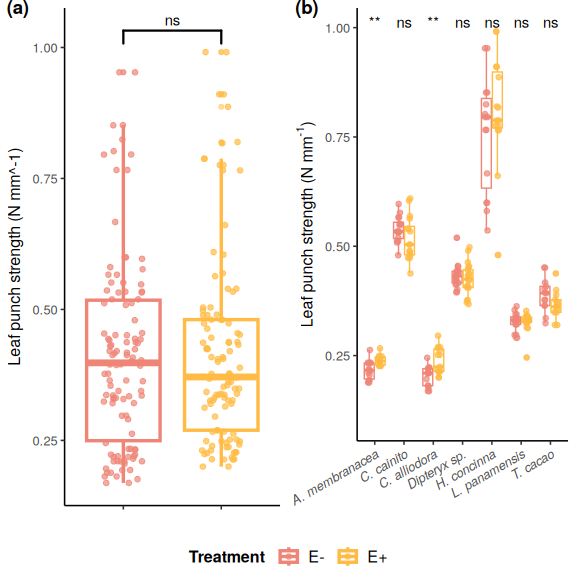 (a)
ns
1.00
0.75
0.50
0.25
Leaf punch strength (N mm^-1)
(b)
** ns ** ns ns ns ns
1.00
0.75
0.50
0.25
Leaf punch strength (N mm⁻¹)
A. membranacea
C. cainito
C. alliodora
Dipteryx sp.
H. concinna
L. panamensis
T. cacao
Treatment E- E+